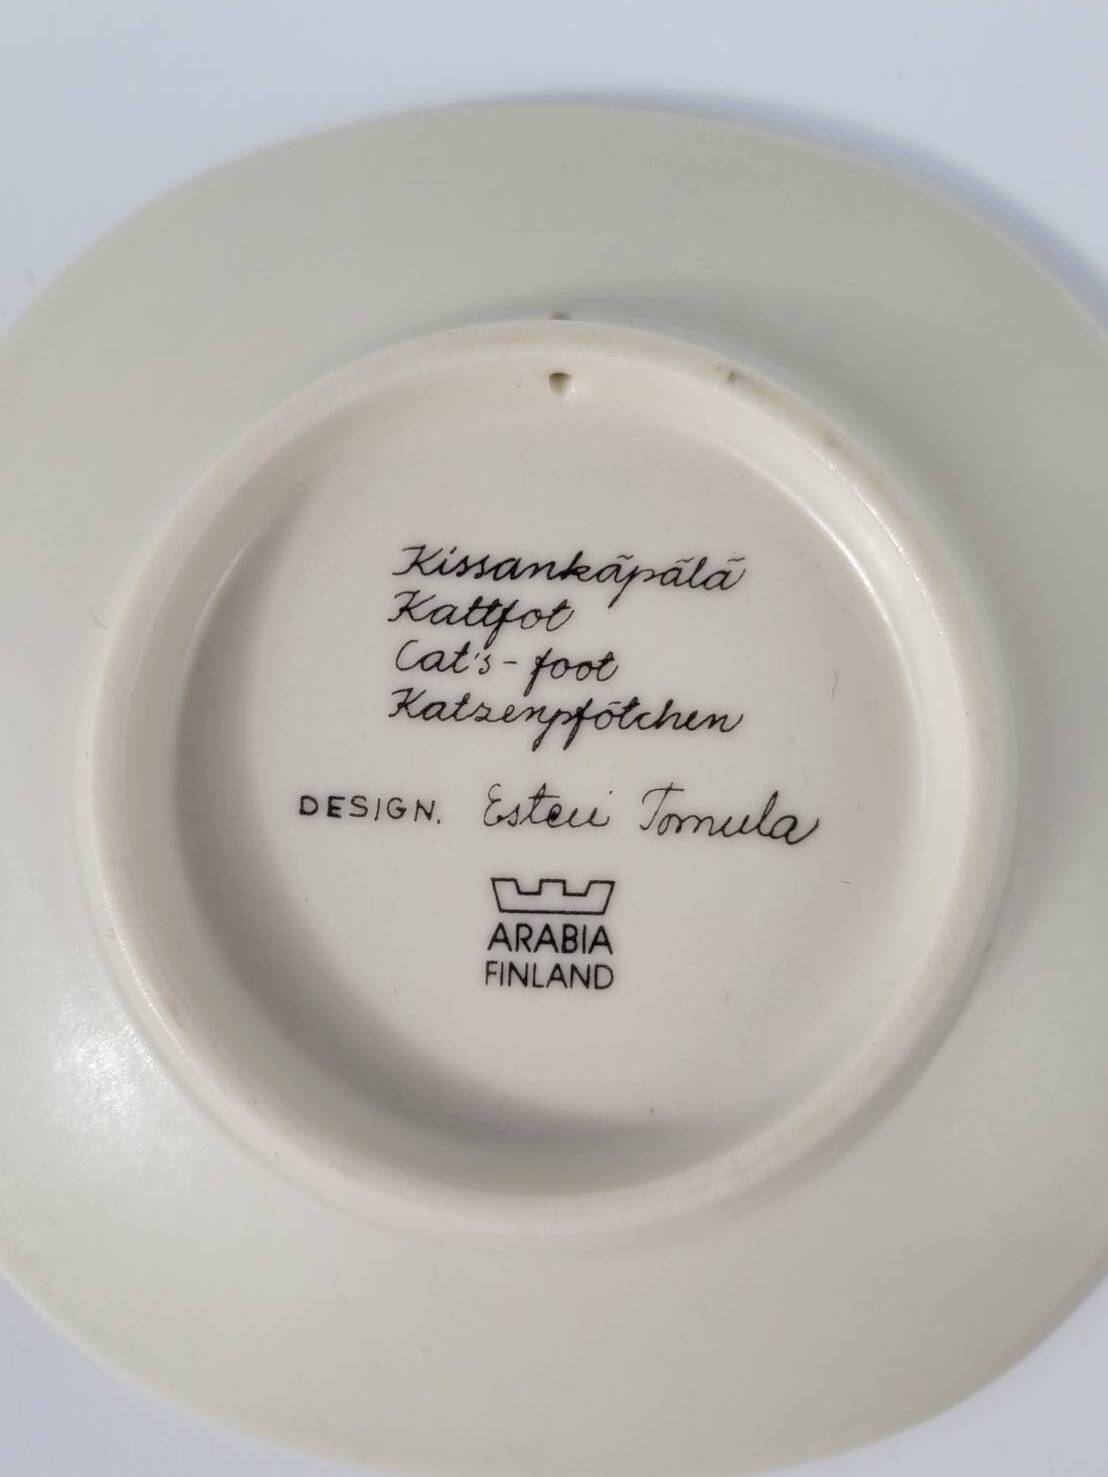 Kissankäpälä
Kattfot
Cat's-foot
Katzenpfötchen
DESIGN. Esteri Tomula
ARABIA
FINLAND